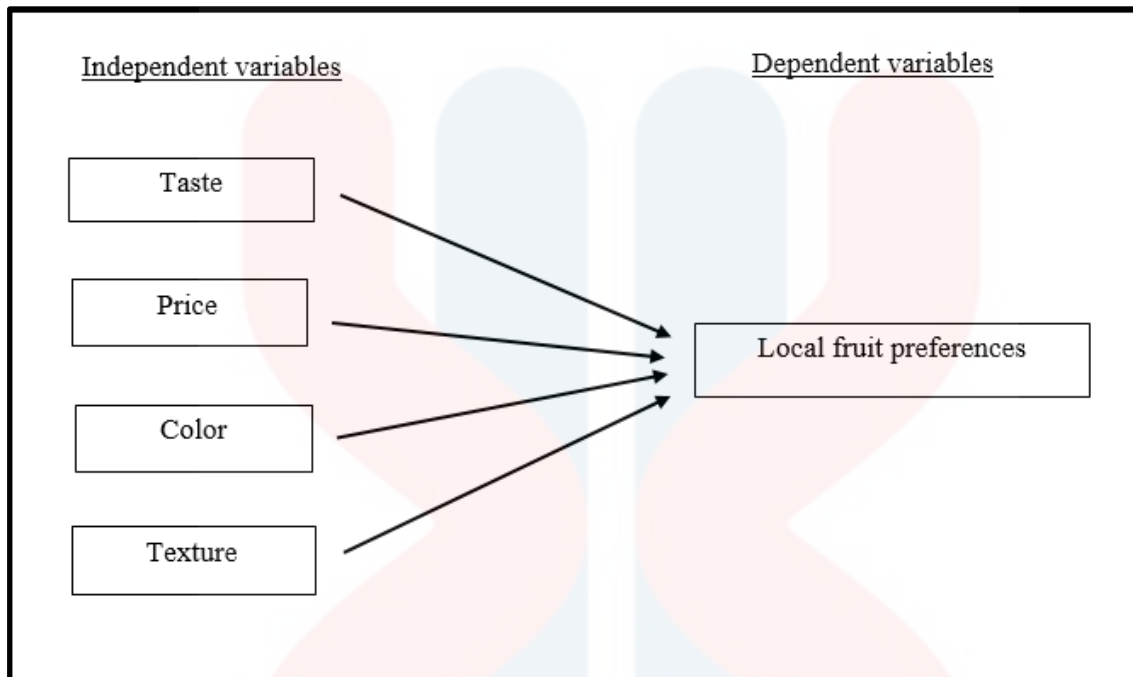 Independent variables
Dependent variables
Taste
Price
Local fruit preferences
Color
Texture